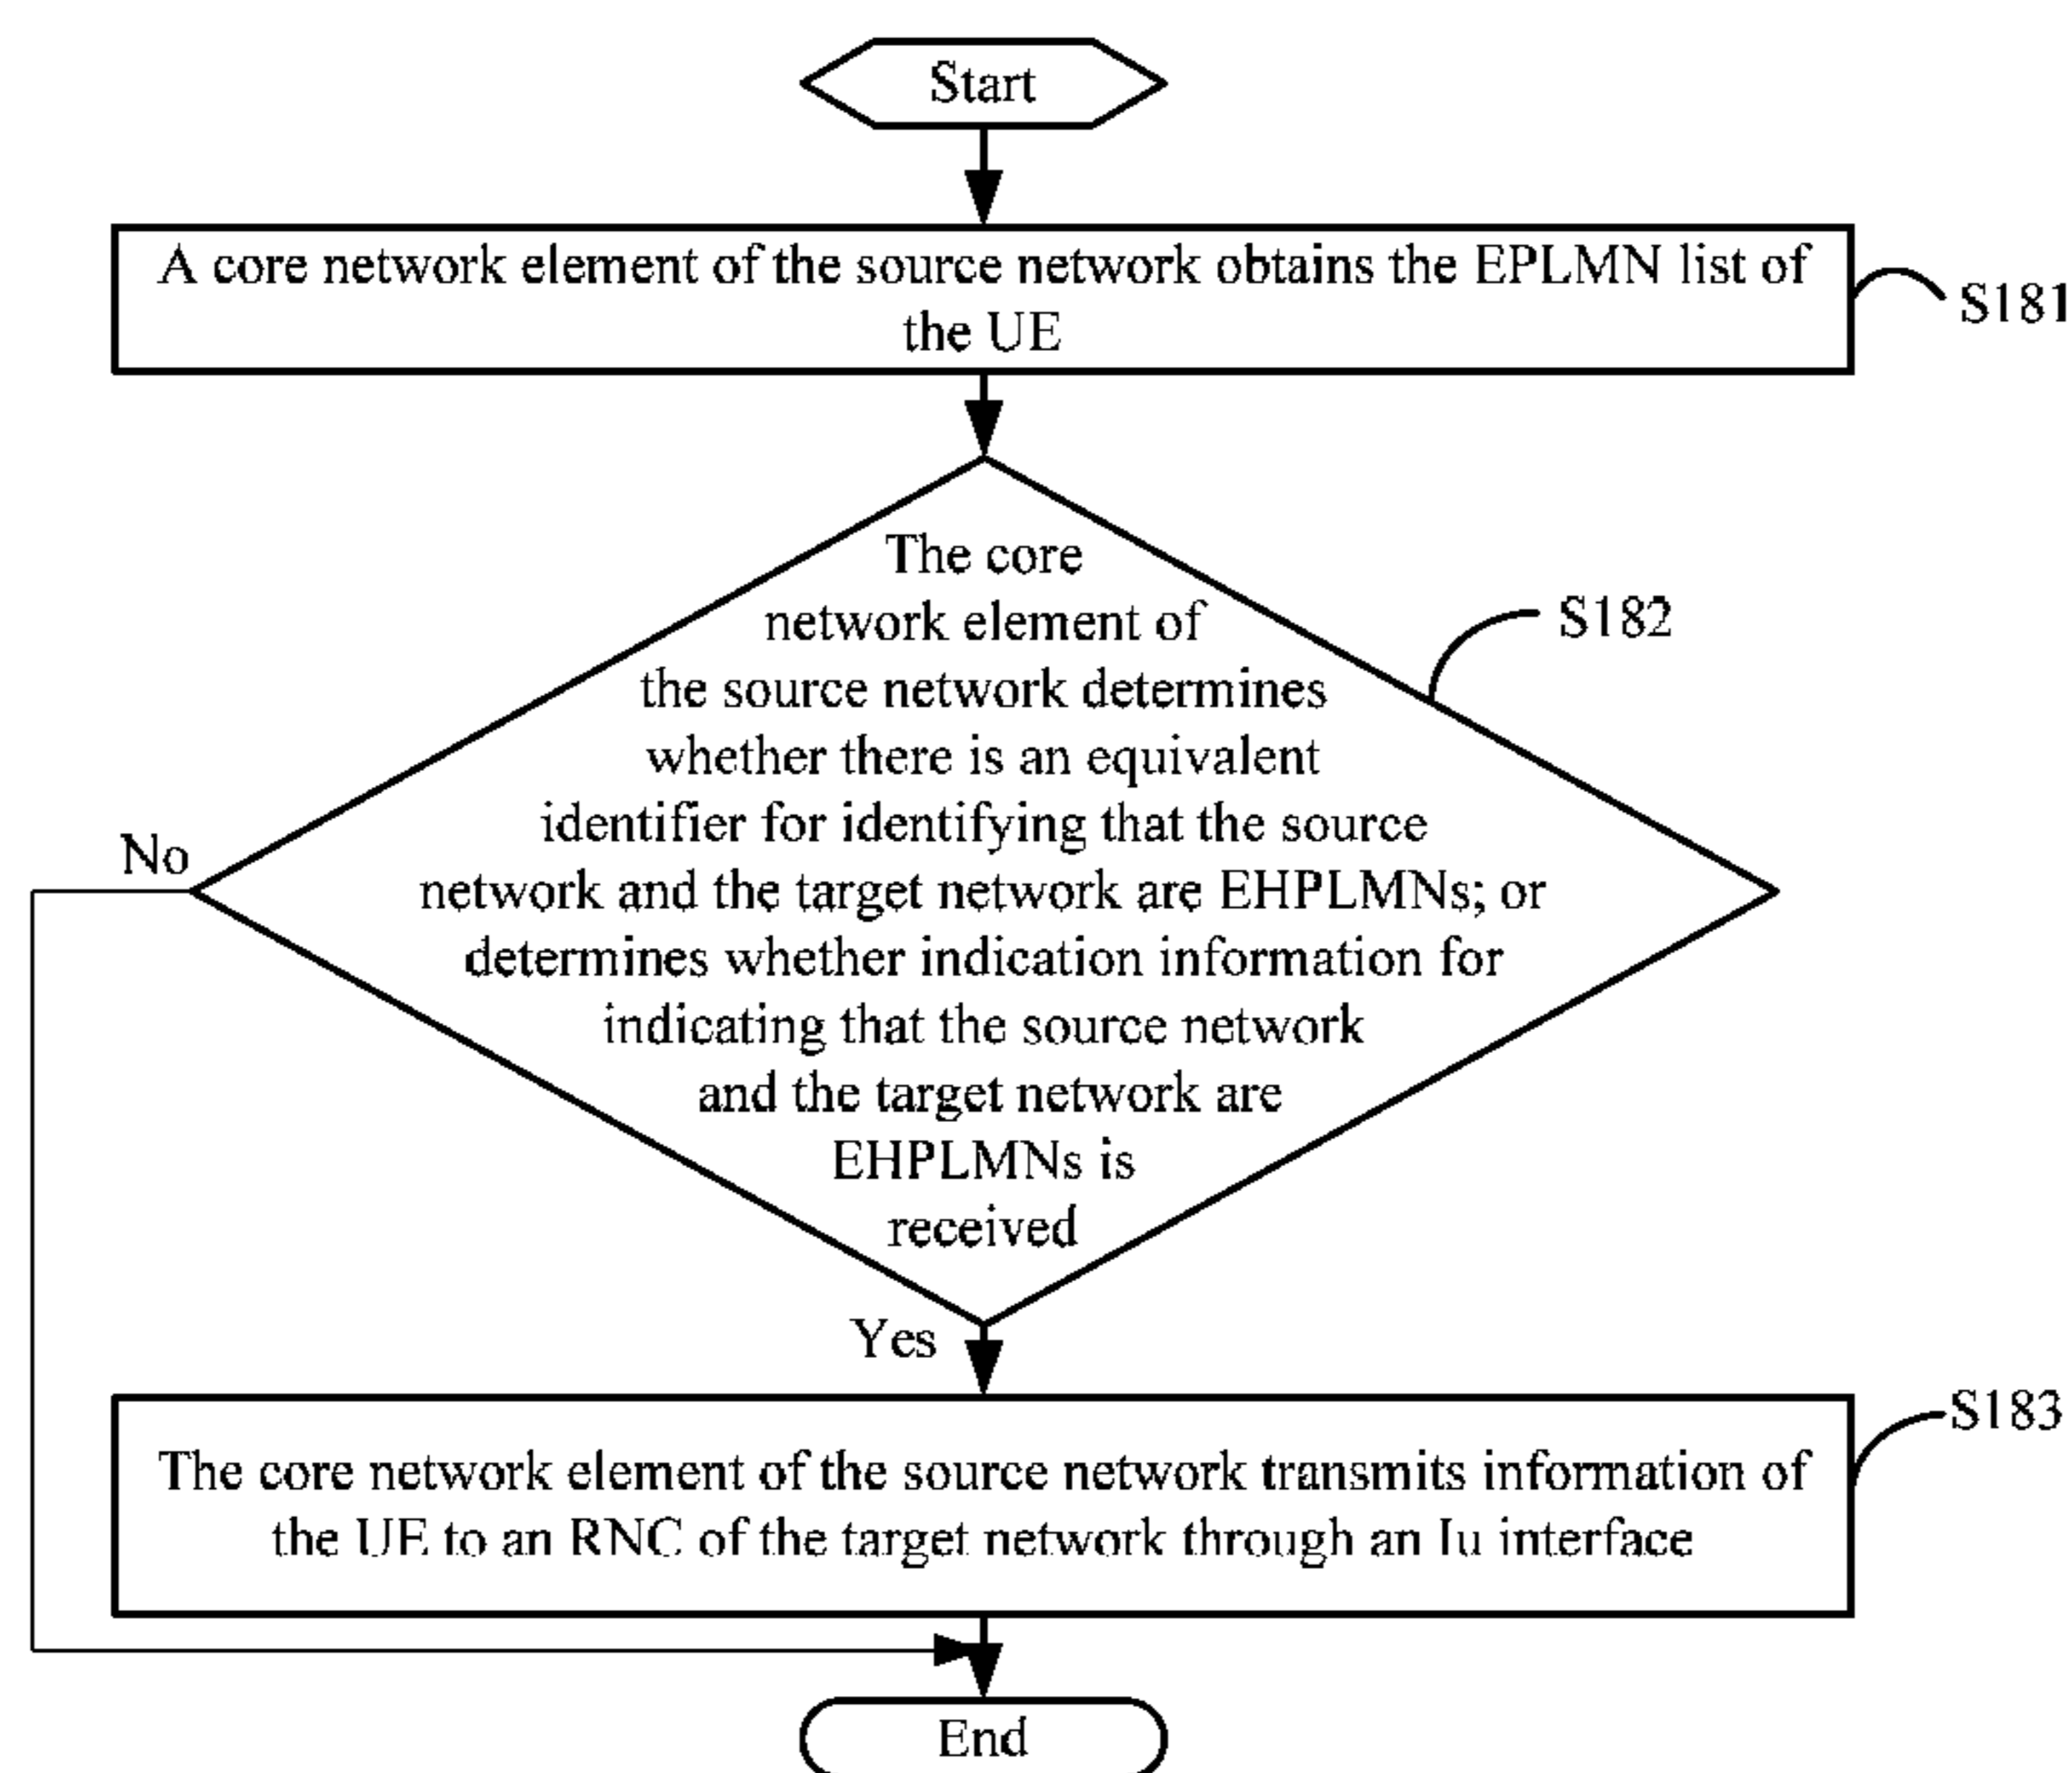 Start
A core network element of the source network obtains the EPLMN list of
the UE
S181
The core
network element of
the source network determines
whether there is an equivalent
identifier for identifying that the source
network and the target network are EHPLMNs; or
determines whether indication information for
indicating that the source network
and the target network are
EHPLMNs is
received
S182
No
Yes
The core network element of the source network transmits information of
the UE to an RNC of the target network through an Iu interface
S183
End